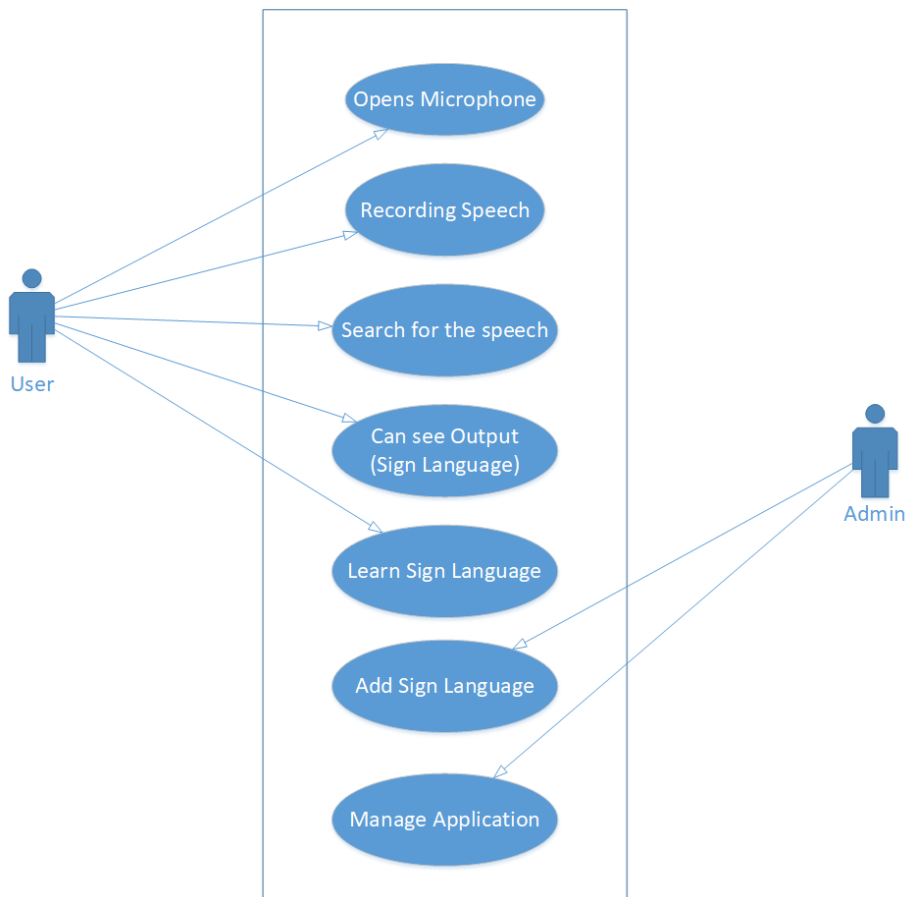 Opens Microphone
Recording Speech
Search for the speech
User
Can see Output
(Sign Language)
Admin
Learn Sign Language
Add Sign Language
Manage Application